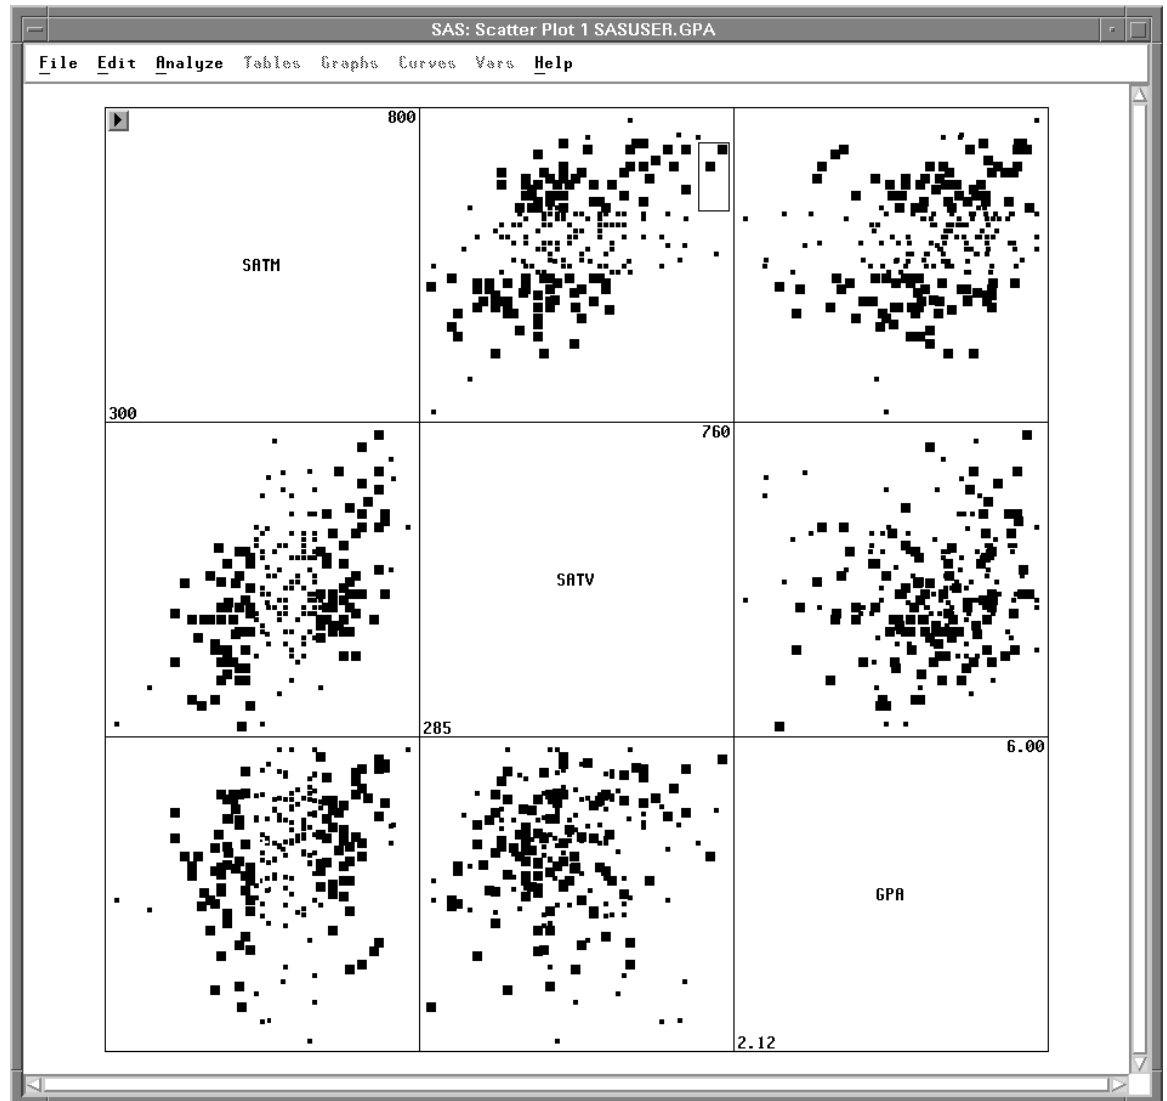 SAS: Scatter Plot 1 SASUSER.GPA
File Edit Analyze Tables Graphs Curves Vars Help
800
SATM
300
760
SATV
285
6.00
GPA
2.12